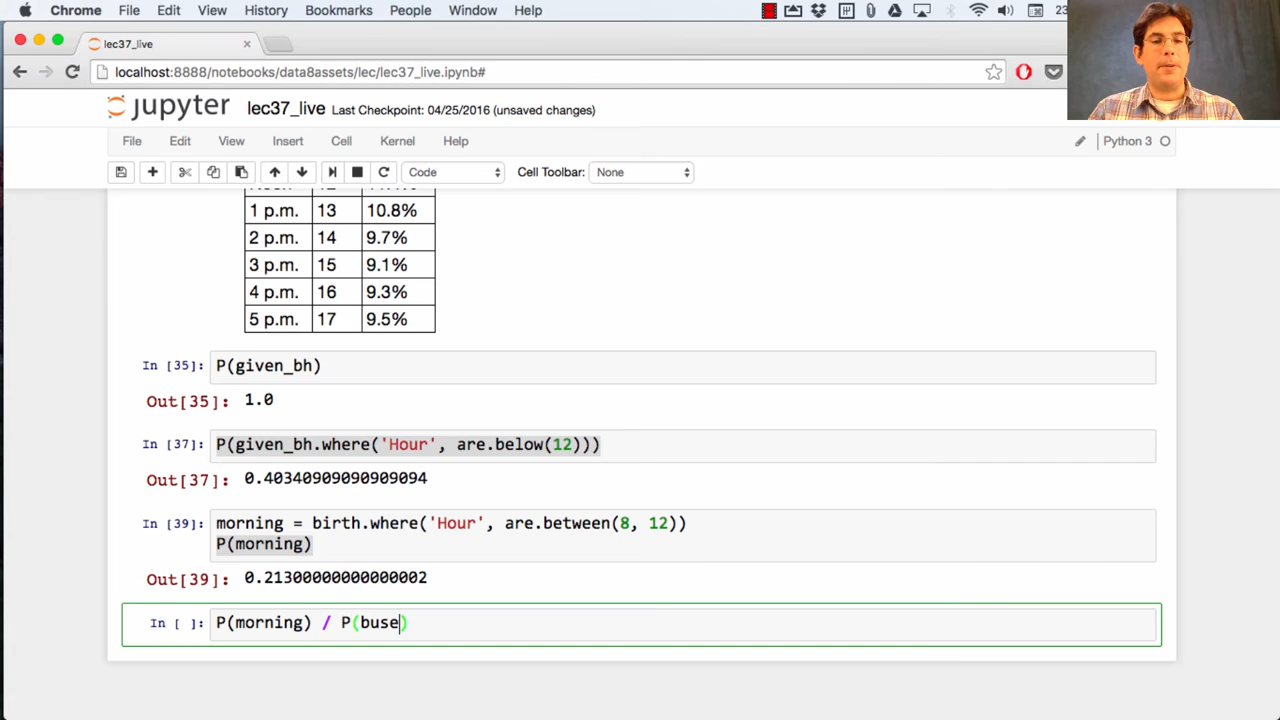 Chrome File Edit View History Bookmarks People Window Help 23
lec37_live
localhost:8888/notebooks/data8assets/lec/lec37_live.ipynb#
jupyter lec37_live Last Checkpoint: 04/25/2016 (unsaved changes)
File Edit View Insert Cell Kernel Help Python 3
Code Cell Toolbar: None
1 p.m. 13 10.8%
2 p.m. 14 9.7%
3 p.m. 15 9.1%
4 p.m. 16 9.3%
5 p.m. 17 9.5%
In [35]: P(given_bh)
Out[35]: 1.0
In [37]: P(given_bh.where('Hour', are.below(12)))
Out[37]: 0.40340909090909094
In [39]: morning = birth.where('Hour', are.between(8, 12))
P(morning)
Out[39]: 0.21300000000000002
In [ ]: P(morning) / P(buse)